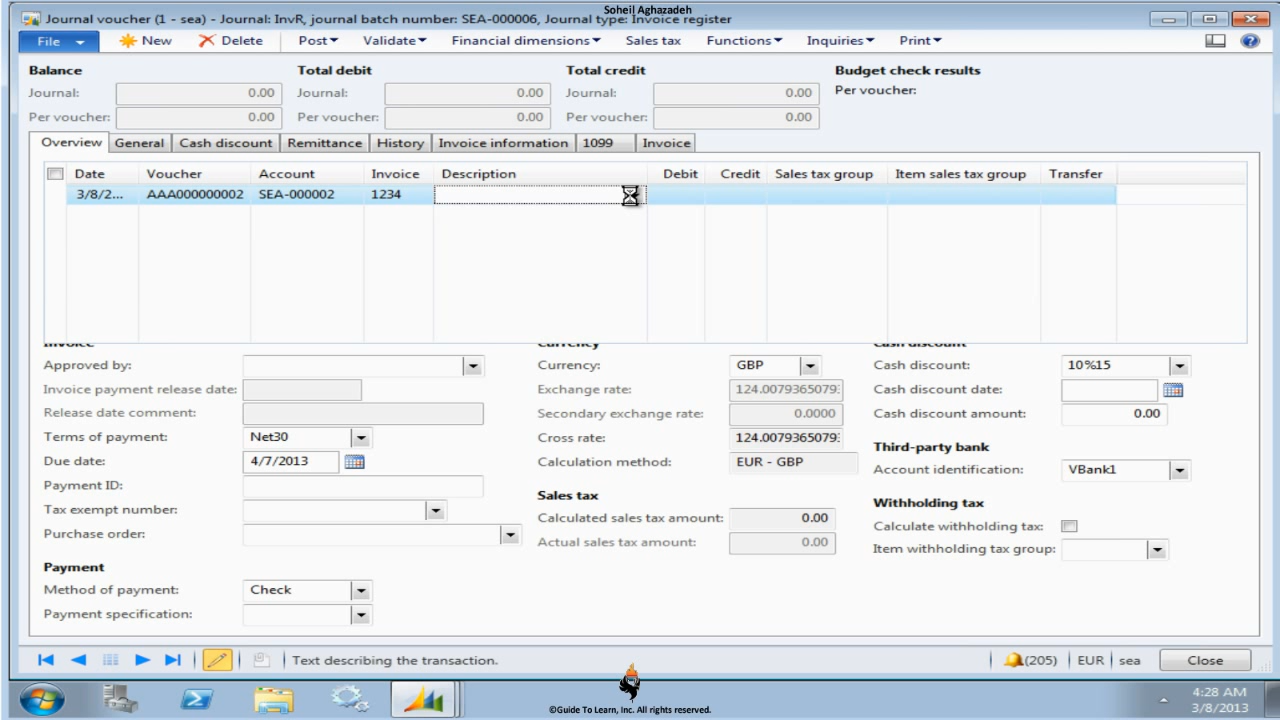 Soheil Aghazadeh
Journal voucher (1 - sea) - Journal: InvR, journal batch number: SEA-000006, Journal type: Invoice register
File New Delete Post Validate Financial dimensions Sales tax Functions Inquiries Print
Balance Total debit Total credit Budget check results
Journal: 0.00 Journal: 0.00 Journal: 0.00 Per voucher:
Per voucher: 0.00 Per voucher: 0.00 Per voucher: 0.00
Overview General Cash discount Remittance History Invoice information 1099 Invoice
Date Voucher Account Invoice Description Debit Credit Sales tax group Item sales tax group Transfer
3/8/2... AAA000000002 SEA-000002 1234
Invoice Currency Cash discount
Approved by: Currency: GBP Cash discount: 10%15
Invoice payment release date: Exchange rate: 124.0079365079: Cash discount date:
Release date comment: Secondary exchange rate: 0.0000 Cash discount amount: 0.00
Terms of payment: Net30 Cross rate: 124.0079365079:
Third-party bank
Due date: 4/7/2013 Calculation method: EUR - GBP
Account identification: VBank1
Payment ID:
Sales tax
Withholding tax
Tax exempt number: Calculated sales tax amount: 0.00
Calculate withholding tax:
Purchase order: Actual sales tax amount: 0.00
Item withholding tax group:
Payment
Method of payment: Check
Payment specification:
Text describing the transaction. (205) EUR sea Close
4:28 AM
©Guide To Learn, Inc. All rights reserved.
3/8/2013